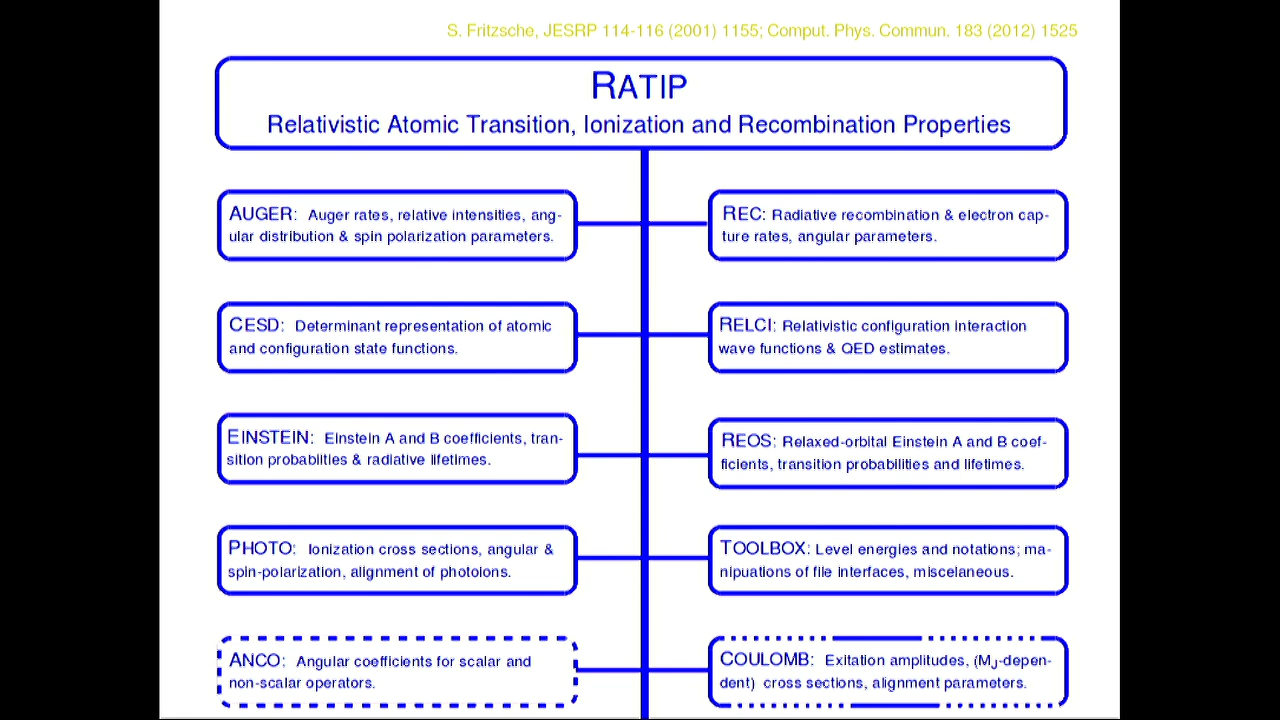 S. Fritzsche, JESRP 114-116 (2001) 1155; Comput. Phys. Commun. 183 (2012) 1525
RATIP
Relativistic Atomic Transition, Ionization and Recombination Properties
AUGER: Auger rates, relative intensities, ang-
ular distribution & spin polarization parameters.
REC: Radiative recombination & electron cap-
ture rates, angular parameters.
CESD: Determinant representation of atomic
and configuration state functions.
RELCI: Relativistic configuration interaction
wave functions & QED estimates.
EINSTEIN: Einstein A and B coefficients, tran-
sition probabilties & radiative lifetimes.
REOS: Relaxed-orbital Einstein A and B coef-
ficients, transition probabilities and lifetimes.
PHOTO: Ionization cross sections, angular &
spin-polarization, alignment of photoions.
TOOLBOX: Level energies and notations; ma-
nipuations of file interfaces, miscelaneous.
ANCO: Angular coefficients for scalar and
non-scalar operators.
COULOMB: Exitation amplitudes, (MJ-depen-
dent) cross sections, alignment parameters.